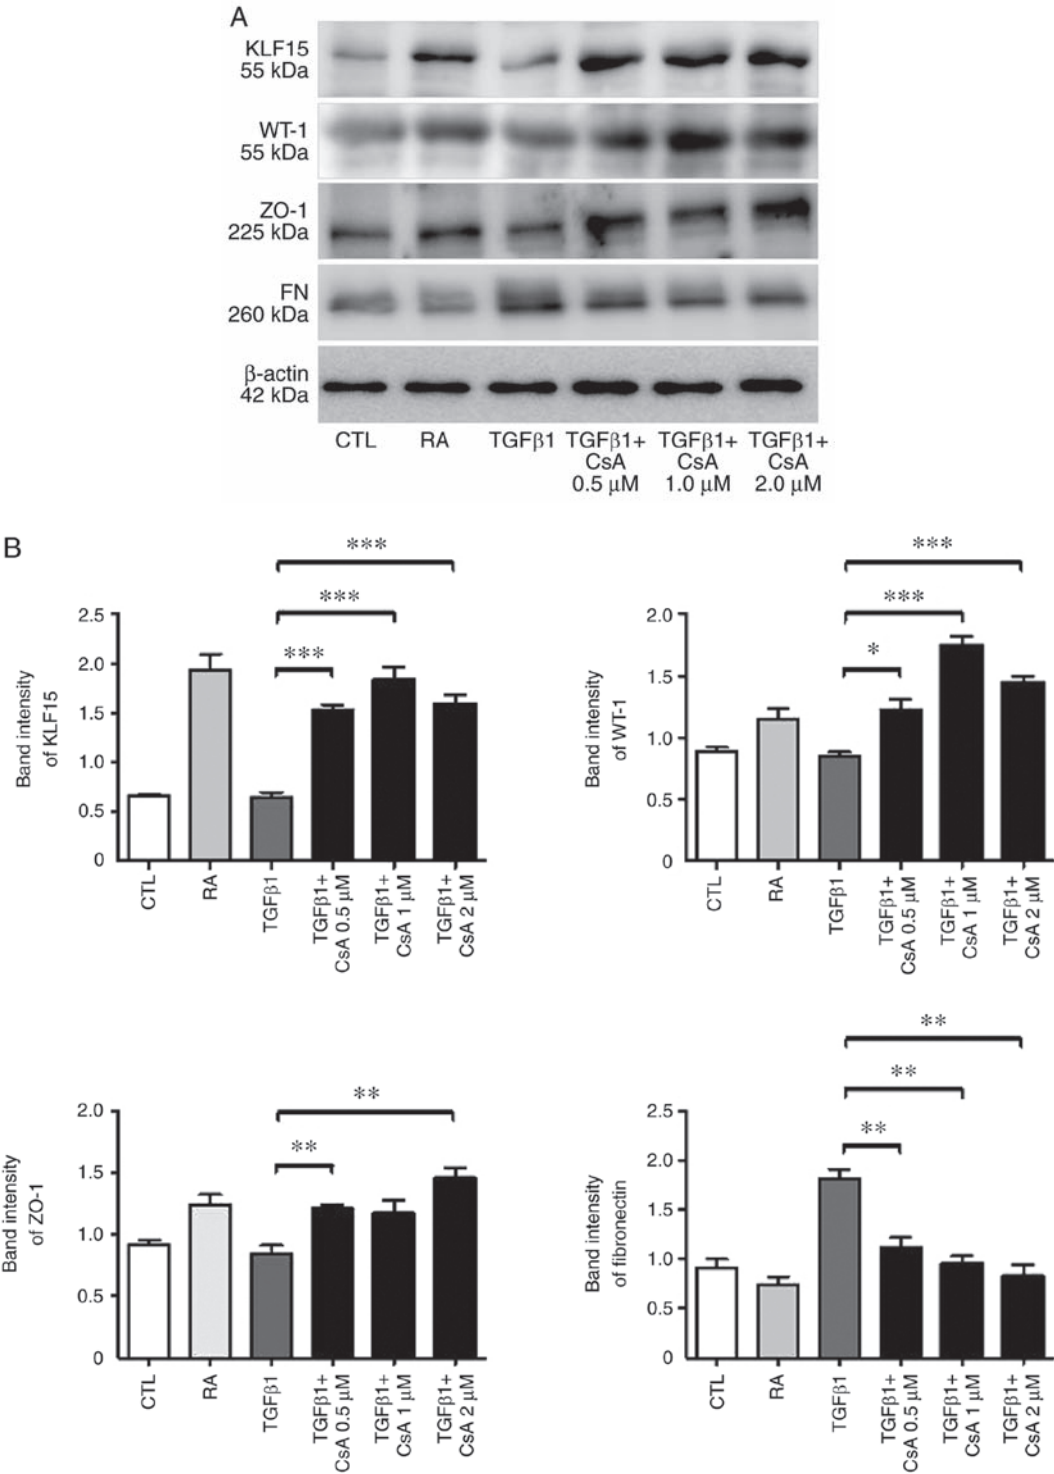 A
KLF15
55 kDa
WT-1
55 kDa
ZO-1
225 kDa
FN
260 kDa
β-actin
42 kDa
CTL RA TGFβ1 TGFβ1+ TGFβ1+ TGFβ1+
CsA CsA CsA
0.5 μM 1.0 μM 2.0 μM
B
***
***
***
2.5
2.0
1.5
1.0
0.5
0
Band intensity
of KLF15
CTL
RA
TGFβ1
TGFβ1+
CsA 0.5 μM
TGFβ1+
CsA 1 μM
TGFβ1+
CsA 2 μM
***
***
*
2.0
1.5
1.0
0.5
0
Band intensity
of WT-1
CTL
RA
TGFβ1
TGFβ1+
CsA 0.5 μM
TGFβ1+
CsA 1 μM
TGFβ1+
CsA 2 μM
**
**
2.0
1.5
1.0
0.5
0
Band intensity
of ZO-1
CTL
RA
TGFβ1
TGFβ1+
CsA 0.5 μM
TGFβ1+
CsA 1 μM
TGFβ1+
CsA 2 μM
**
**
**
2.5
2.0
1.5
1.0
0.5
0
Band intensity
of fibronectin
CTL
RA
TGFβ1
TGFβ1+
CsA 0.5 μM
TGFβ1+
CsA 1 μM
TGFβ1+
CsA 2 μM